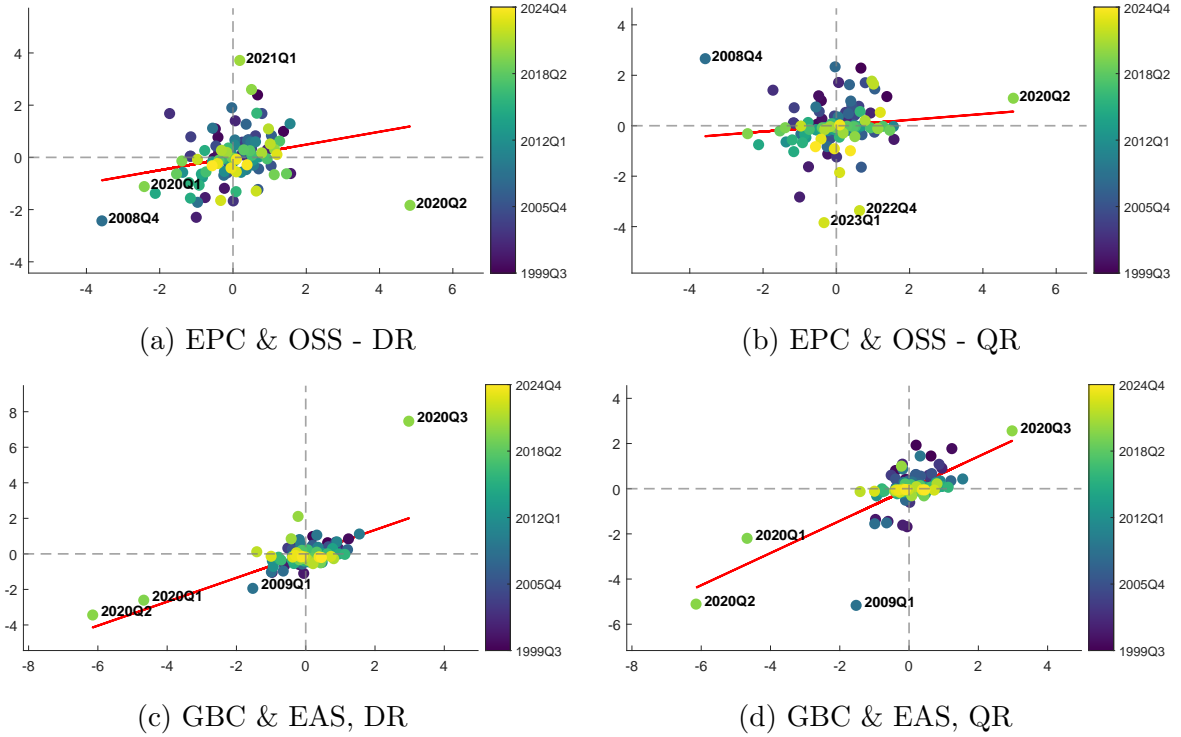 4
2
0
-2
-4
-4
-2
0
2
4
6
2021Q1
2020Q1
2008Q4
2020Q2
2024Q4
2018Q2
2012Q1
2005Q4
1999Q3
(a) EPC & OSS - DR
4
2
0
-2
-4
-4
-2
0
2
4
6
2008Q4
2020Q2
2022Q4
2023Q1
2024Q4
2018Q2
2012Q1
2005Q4
1999Q3
(b) EPC & OSS - QR
8
6
4
2
0
-2
-4
-8
-6
-4
-2
0
2
4
2020Q3
2009Q1
2020Q1
2020Q2
2024Q4
2018Q2
2012Q1
2005Q4
1999Q3
(c) GBC & EAS, DR
4
2
0
-2
-4
-6
-8
-6
-4
-2
0
2
4
2020Q3
2020Q1
2020Q2
2009Q1
2024Q4
2018Q2
2012Q1
2005Q4
1999Q3
(d) GBC & EAS, QR